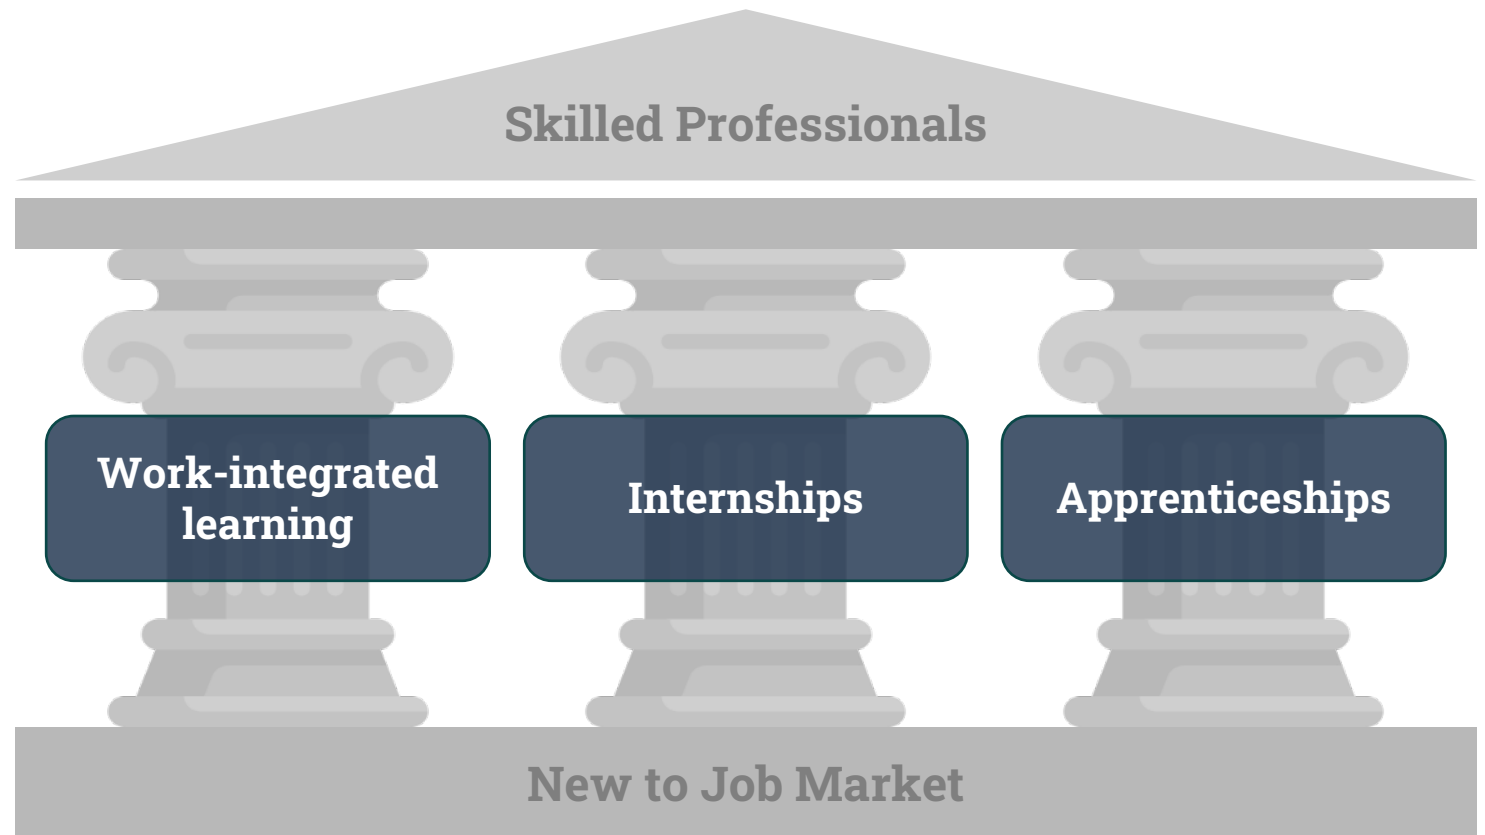 Skilled Professionals
Work-integrated
learning
Internships
Apprenticeships
New to Job Market